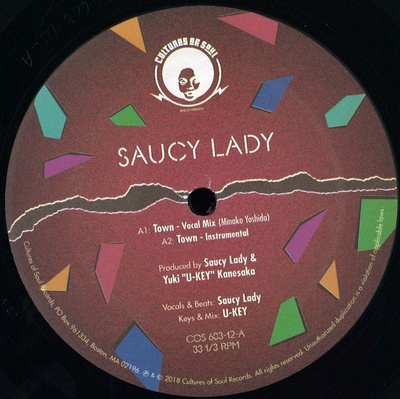 CULTURES OF SOUL
SAUCY LADY
A1: Town - Vocal Mix (Minako Yoshida)
A2: Town - Instrumental
Produced by Saucy Lady &
Yuki "U-KEY" Kanesaka
Vocals & Beats: Saucy Lady
Keys & Mix: U-KEY
COS 603-12-A
33 1/3 RPM
Cultures of Soul Records, PO Box 961334, Boston, MA 02196. ℗ & © 2018 Cultures of Soul Records. All rights reserved. Unauthorized duplication is a violation of applicable laws.